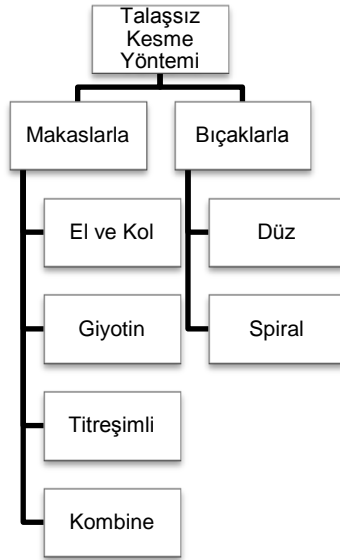 Talaşsız
Kesme
Yöntemi
Makaslarla
Bıçaklarla
El ve Kol
Düz
Giyotin
Spiral
Titreşimli
Kombine